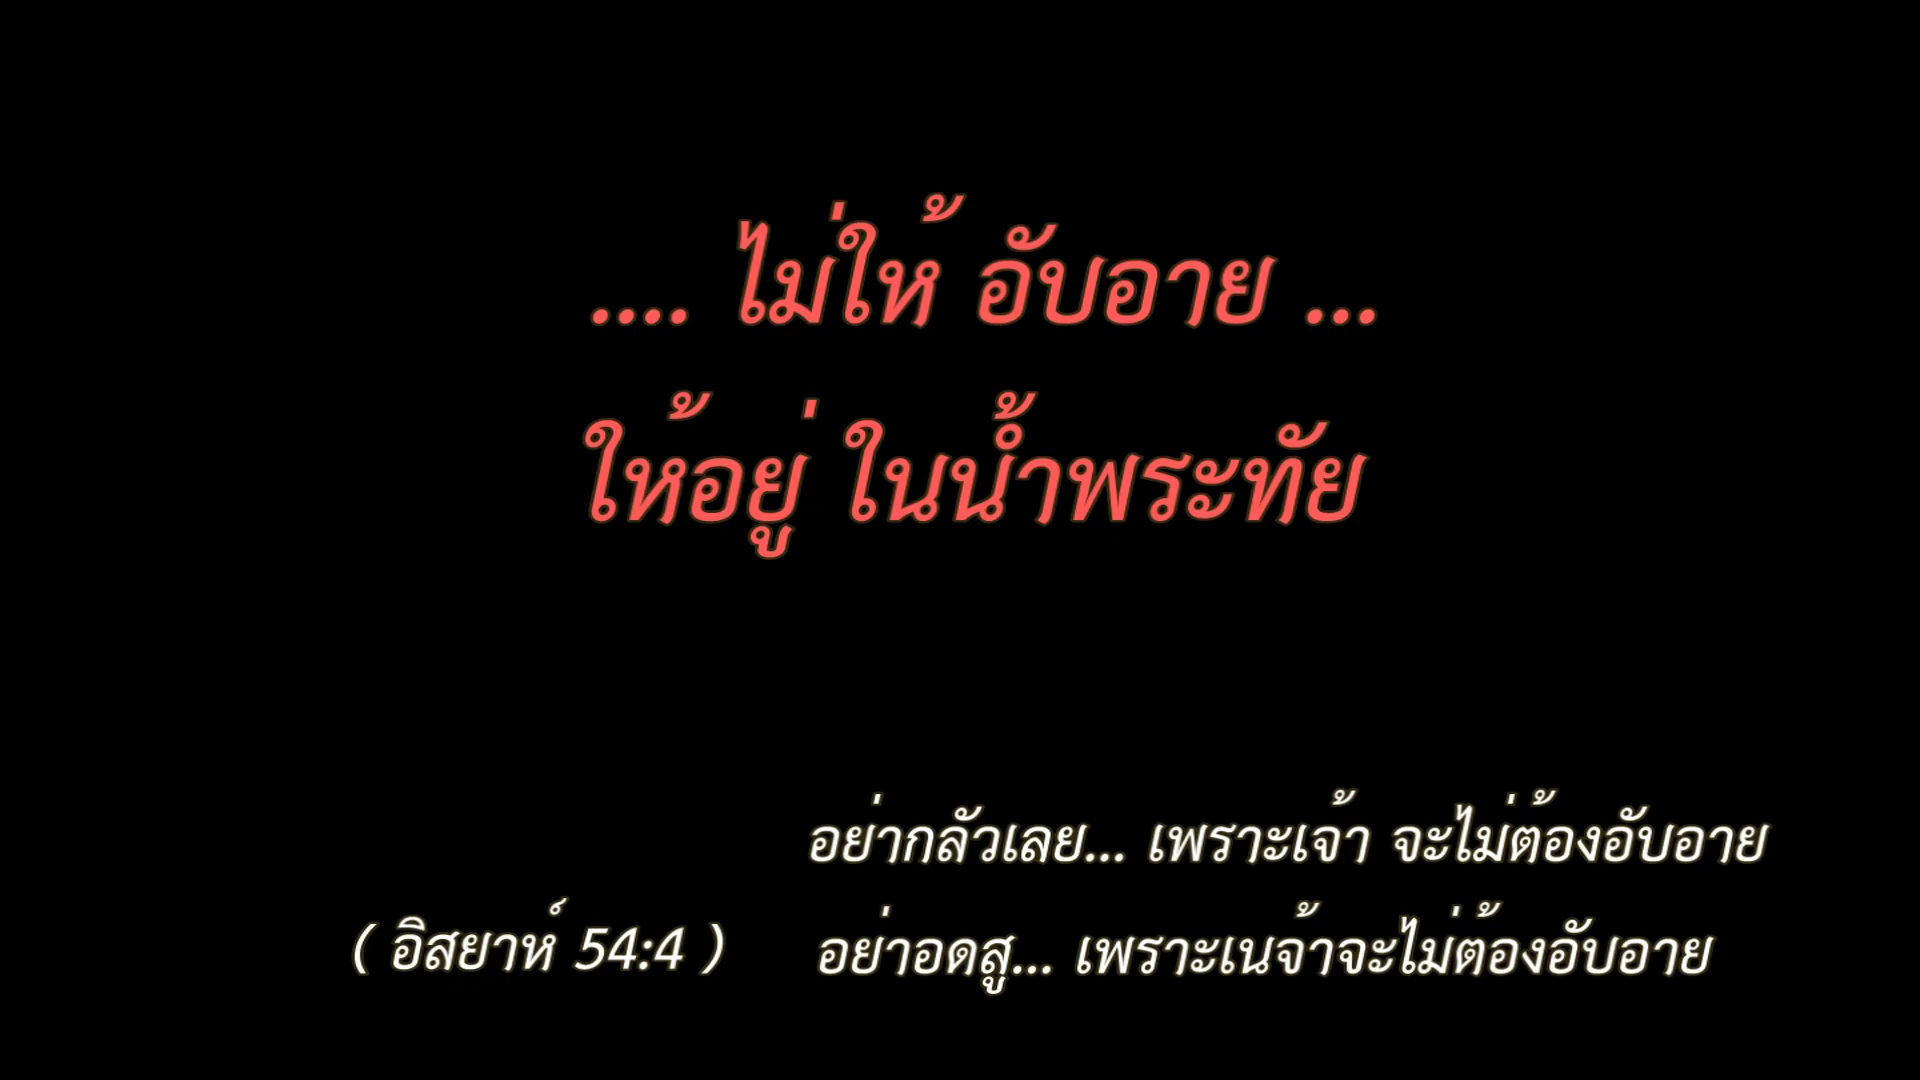 .... ไม่ให้ อับอาย ...
ให้อยู่ ในน้ำพระทัย
อย่ากลัวเลย... เพราะเจ้า จะไม่ต้องอับอาย
( อิสยาห์ 54:4 ) อย่าอดสู... เพราะเนจ้าจะไม่ต้องอับอาย